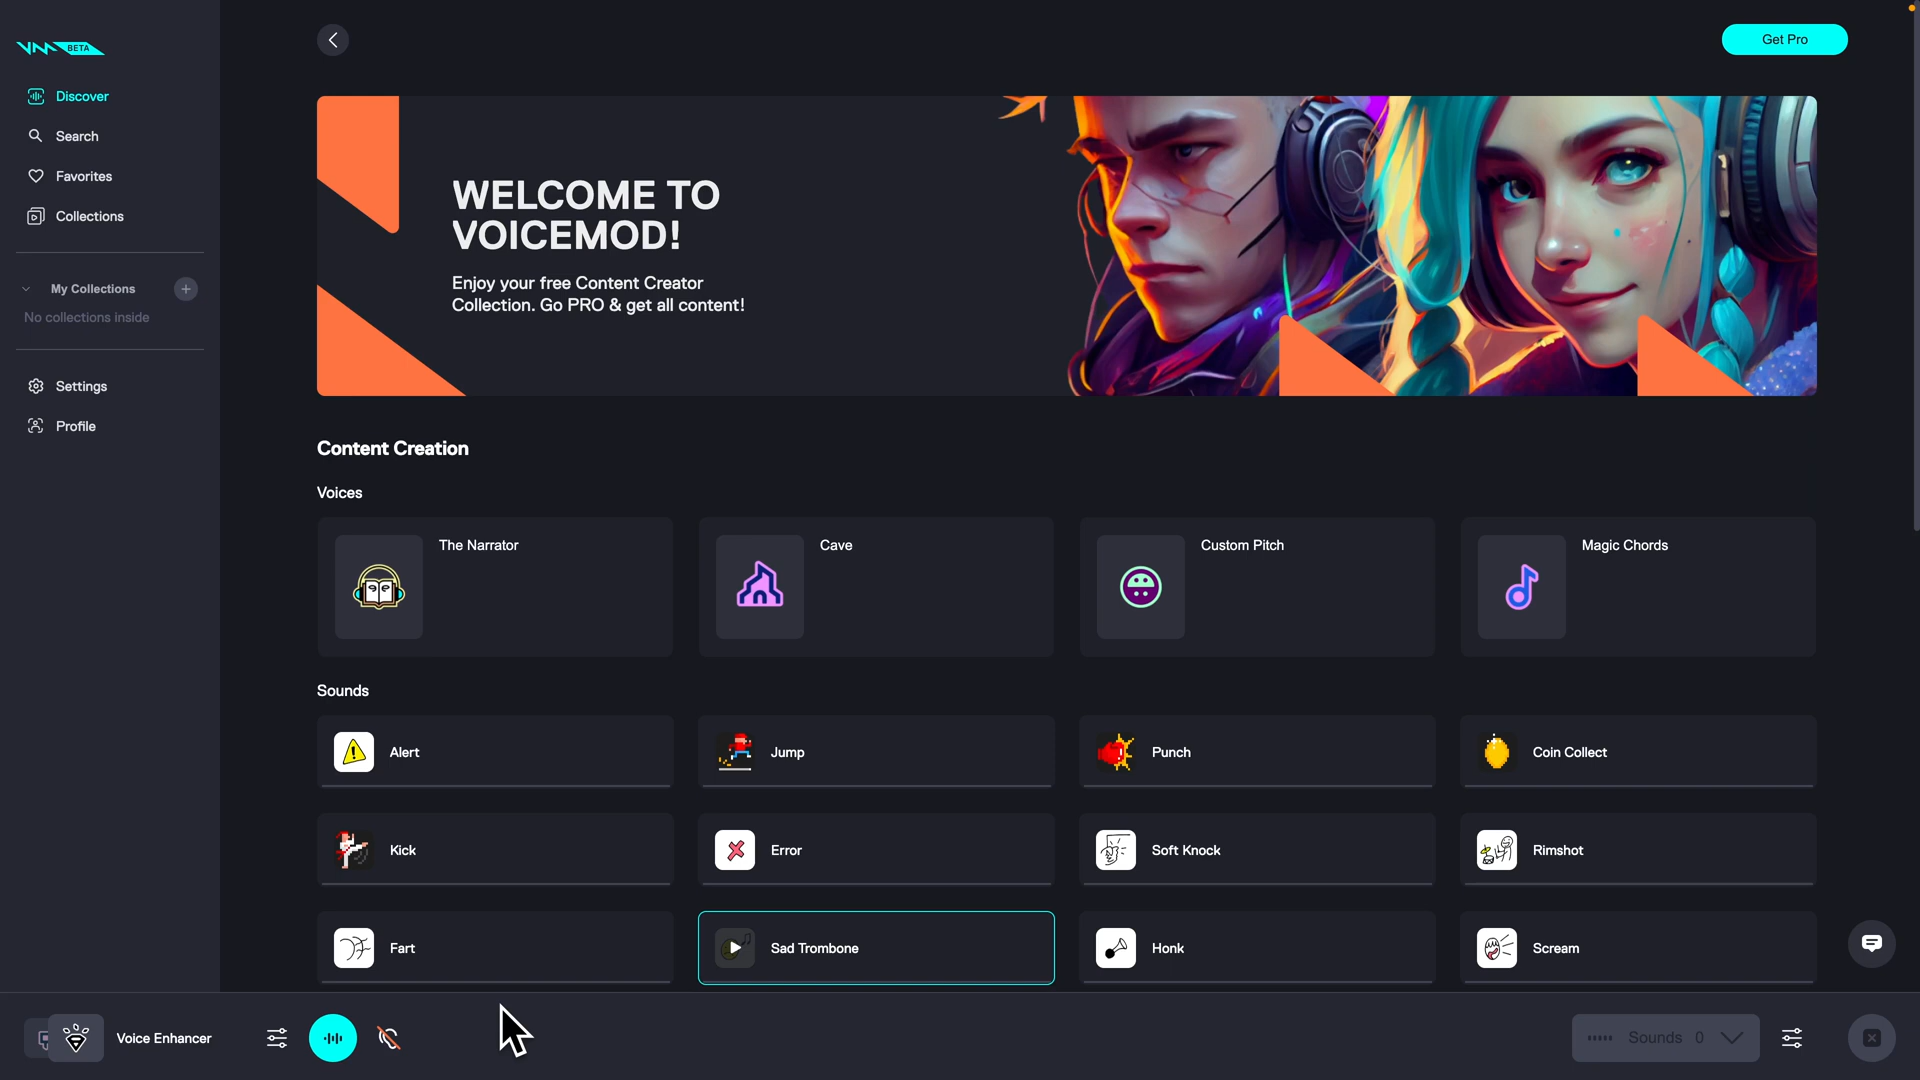 BETA
Get Pro
Discover
Search
Favorites
Collections
My Collections
No collections inside
Settings
Profile
WELCOME TO
VOICEMOD!
Enjoy your free Content Creator
Collection. Go PRO & get all content!
Content Creation
Voices
The Narrator
Cave
Custom Pitch
Magic Chords
Sounds
Alert
Jump
Punch
Coin Collect
Kick
Error
Soft Knock
Rimshot
Fart
Sad Trombone
Honk
Scream
Voice Enhancer
Sounds 0